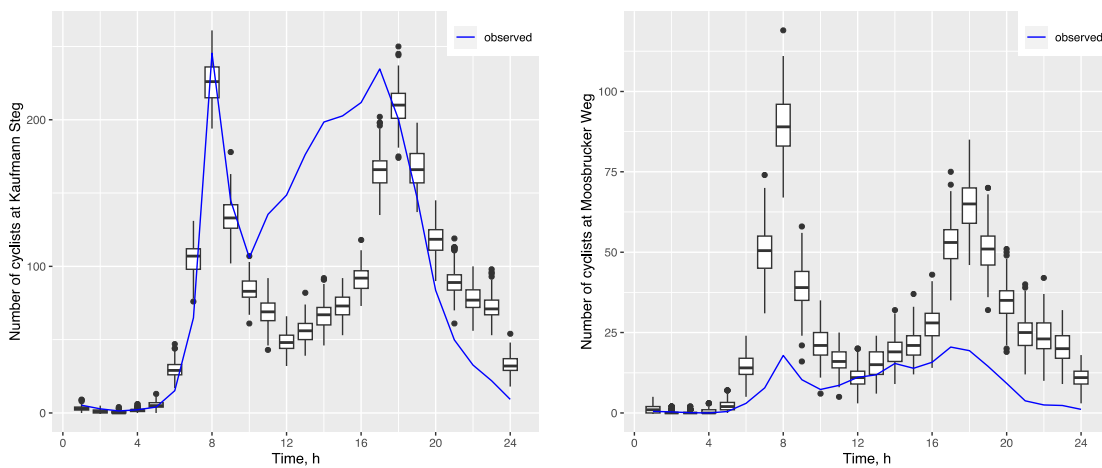 observed
Number of cyclists at Kaufmann Steg
200
100
0
0 4 8 12 16 20 24
Time, h
observed
Number of cyclists at Moosbrucker Weg
100
75
50
25
0
0 4 8 12 16 20 24
Time, h